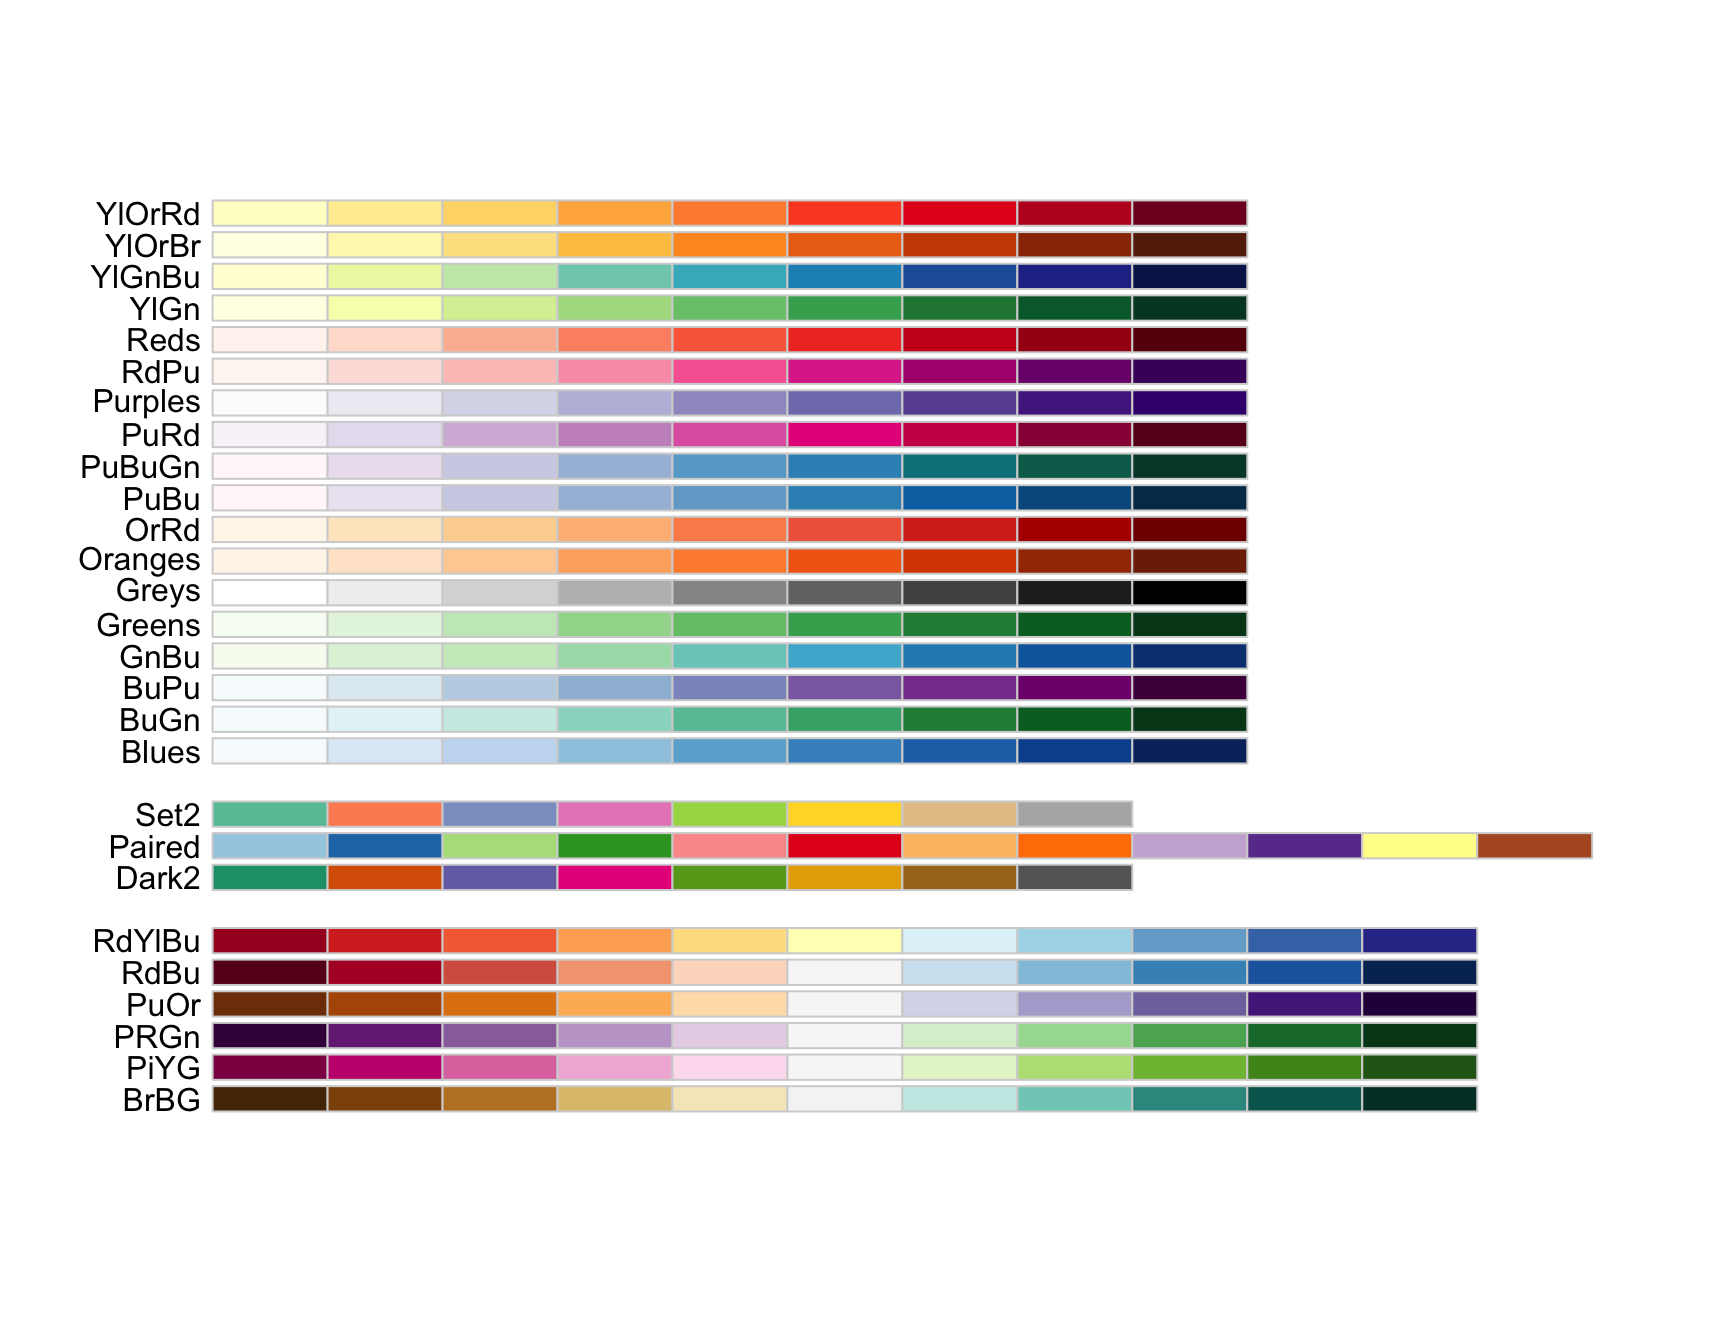 YlOrRd
YlOrBr
YlGnBu
YlGn
Reds
RdPu
Purples
PuRd
PuBuGn
PuBu
OrRd
Oranges
Greys
Greens
GnBu
BuPu
BuGn
Blues
Set2
Paired
Dark2
RdYlBu
RdBu
PuOr
PRGn
PiYG
BrBG